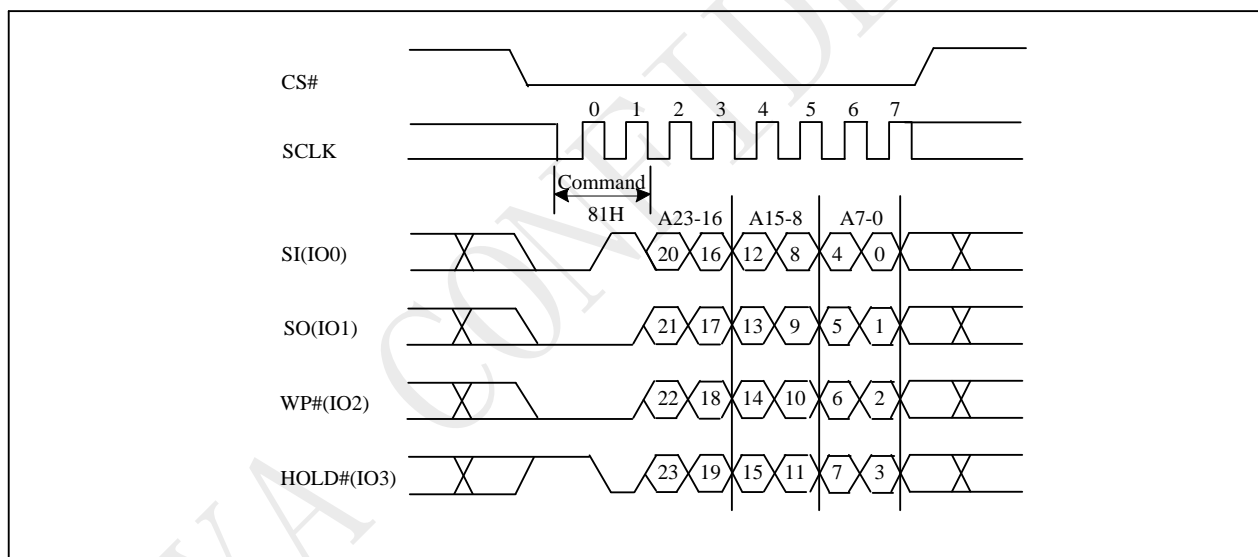 CS#
0 1 2 3 4 5 6 7
SCLK
Command
81H A23-16 A15-8 A7-0
SI(IO0) 20 16 12 8 4 0
SO(IO1) 21 17 13 9 5 1
WP#(IO2) 22 18 14 10 6 2
HOLD#(IO3) 23 19 15 11 7 3